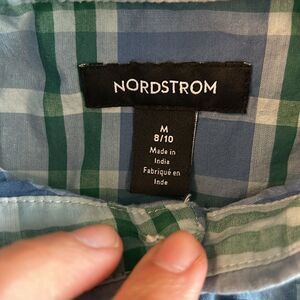 NORDSTROM
M
8/10
Made in
India
Fabriqué en
Inde